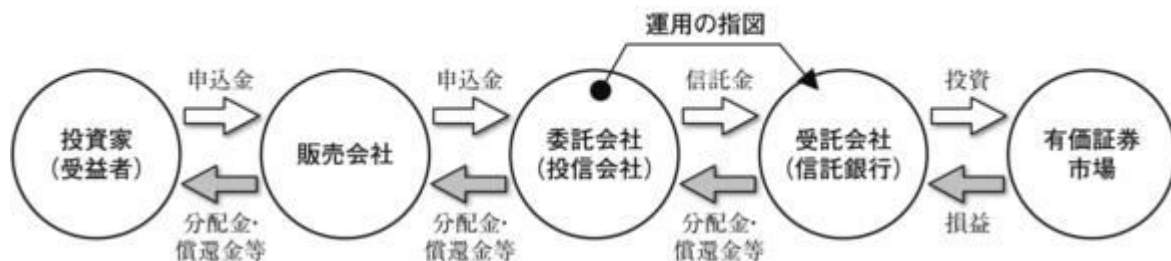 運用の指図
申込金
申込金
信託金
投資
投資家
(受益者)
販売会社
委託会社
(投信会社)
受託会社
(信託銀行)
有価証券
市場
分配金・
償還金等
分配金・
償還金等
分配金・
償還金等
損益